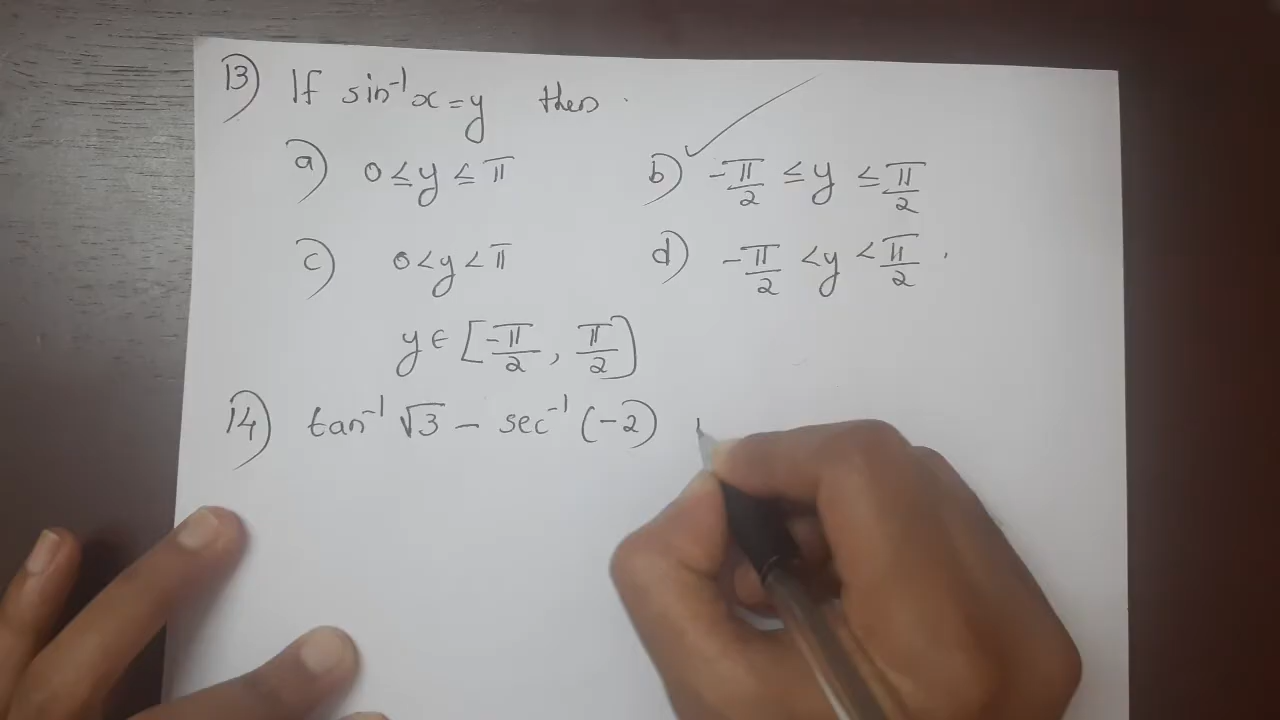 13) If sin⁻¹x = y then .
a) 0 ≤ y ≤ π b) -π/2 ≤ y ≤ π/2
c) 0 < y < π d) -π/2 < y < π/2 .
y ∈ [-π/2, π/2]
14) tan⁻¹ √3 - sec⁻¹ (-2)